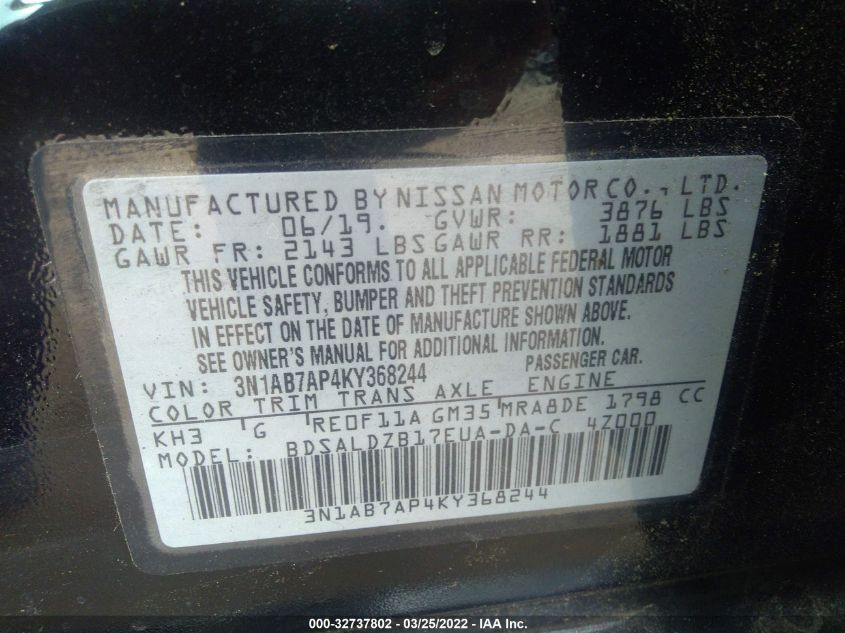 MANUFACTURED BY NISSAN MOTOR CO., LTD.
DATE: 06/19. GVWR: 3876 LBS
GAWR FR: 2143 LBS GAWR RR: 1881 LBS
THIS VEHICLE CONFORMS TO ALL APPLICABLE FEDERAL MOTOR
VEHICLE SAFETY, BUMPER AND THEFT PREVENTION STANDARDS
IN EFFECT ON THE DATE OF MANUFACTURE SHOWN ABOVE.
SEE OWNER'S MANUAL FOR ADDITIONAL INFORMATION.
VIN: 3N1AB7AP4KY368244 PASSENGER CAR.
COLOR TRIM TRANS AXLE ENGINE
KH3 G RE0F11A GM35 MRA8DE 1798 CC
MODEL: BDSALDZB17EUA-DA-C 4Z000
3N1AB7AP4KY368244
000-32737802 - 03/25/2022 - IAA Inc.